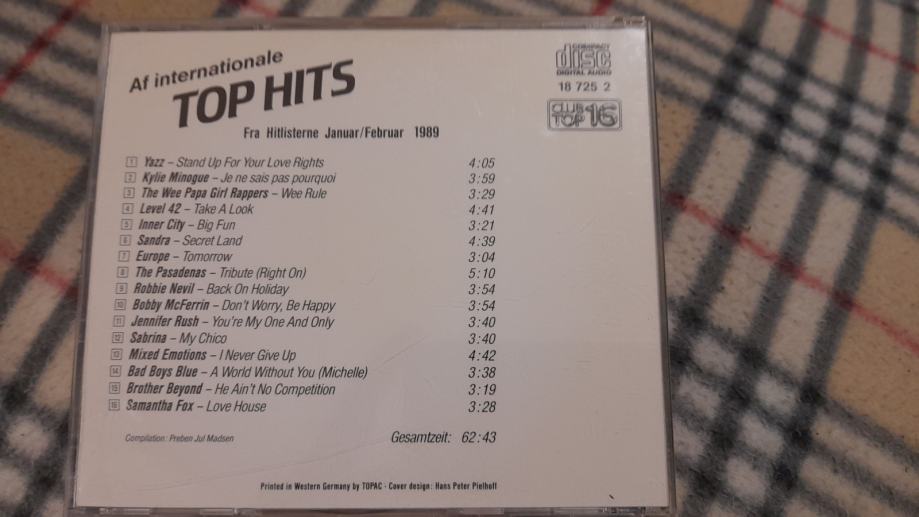 Af internationale
TOP HITS
COMPACT
disc
DIGITAL AUDIO
18 725 2
CLUB
TOP 16
Fra Hitlisterne Januar/Februar 1989
1 Yazz – Stand Up For Your Love Rights 4:05
2 Kylie Minogue – Je ne sais pas pourquoi 3:59
3 The Wee Papa Girl Rappers – Wee Rule 3:29
4 Level 42 – Take A Look 4:41
5 Inner City – Big Fun 3:21
6 Sandra – Secret Land 4:39
7 Europe – Tomorrow 3:04
8 The Pasadenas – Tribute (Right On) 5:10
9 Robbie Nevil – Back On Holiday 3:54
10 Bobby McFerrin – Don't Worry, Be Happy 3:54
11 Jennifer Rush – You're My One And Only 3:40
12 Sabrina – My Chico 3:40
13 Mixed Emotions – I Never Give Up 4:42
14 Bad Boys Blue – A World Without You (Michelle) 3:38
15 Brother Beyond – He Ain't No Competition 3:19
16 Samantha Fox – Love House 3:28
Compilation: Preben Jul Madsen
Gesamtzeit: 62:43
Printed in Western Germany by TOPAC · Cover design: Hans Peter Pielhoff